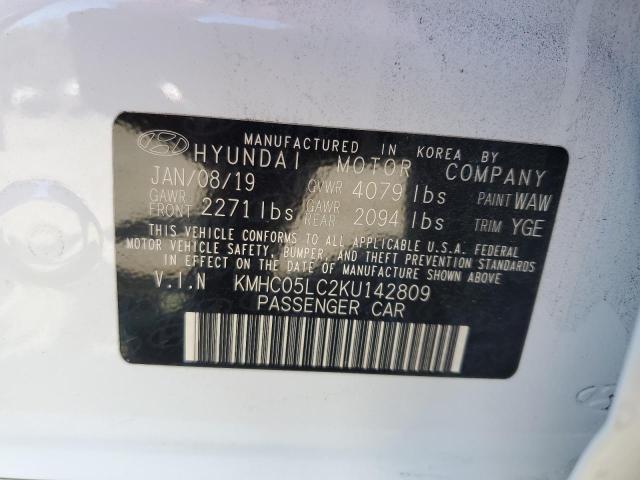 MANUFACTURED IN KOREA BY
HYUNDAI MOTOR COMPANY
JAN/08/19 GVWR 4079 lbs PAINT WAW
GAWR FRONT 2271 lbs GAWR REAR 2094 lbs TRIM YGE
THIS VEHICLE CONFORMS TO ALL APPLICABLE U.S.A. FEDERAL
MOTOR VEHICLE SAFETY, BUMPER, AND THEFT PREVENTION STANDARDS
IN EFFECT ON THE DATE OF MANUFACTURE SHOWN ABOVE.
V.I.N KMHC05LC2KU142809
PASSENGER CAR